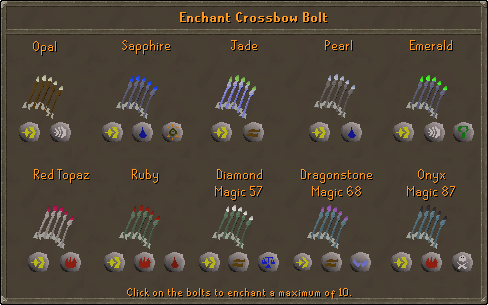 Enchant Crossbow Bolt
Opal Sapphire Jade Pearl Emerald
Red Topaz Ruby Diamond Dragonstone Onyx
Magic 57 Magic 68 Magic 87
Click on the bolts to enchant a maximum of 10.